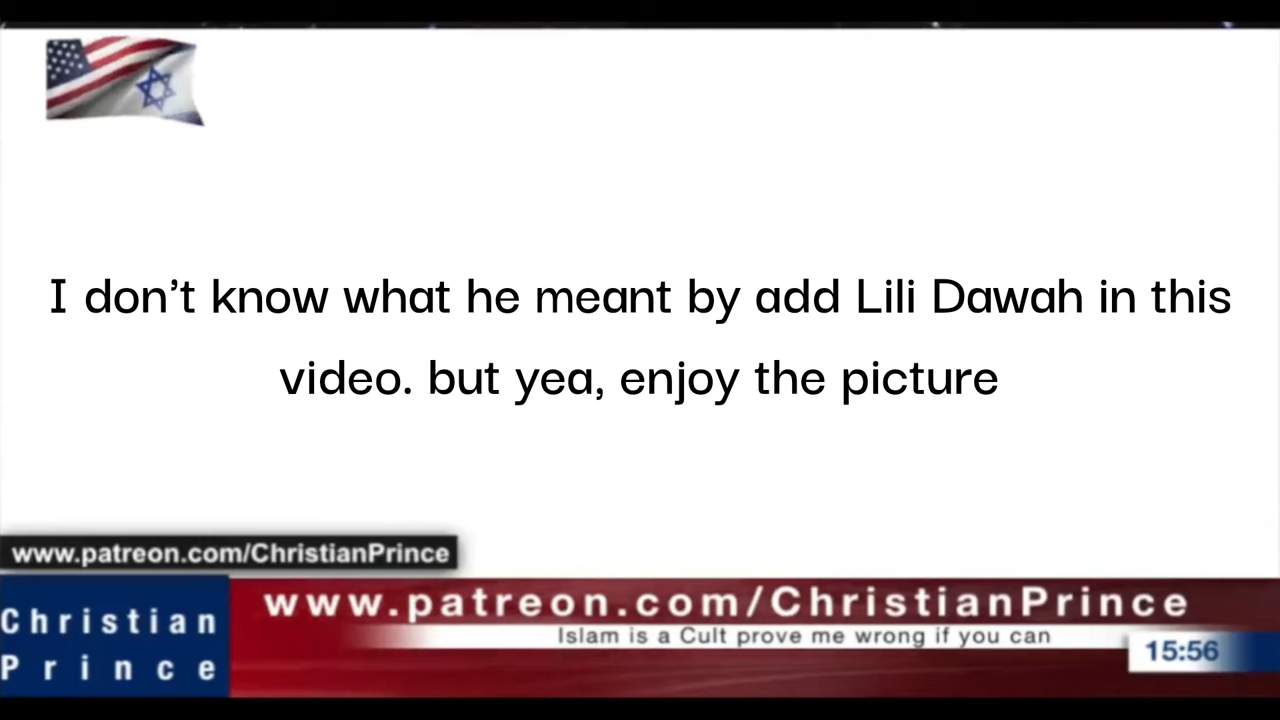 I don't know what he meant by add Lili Dawah in this
video. but yea, enjoy the picture
www.patreon.com/ChristianPrince
Christian
Prince
www.patreon.com/ChristianPrince
Islam is a Cult prove me wrong if you can
15:56